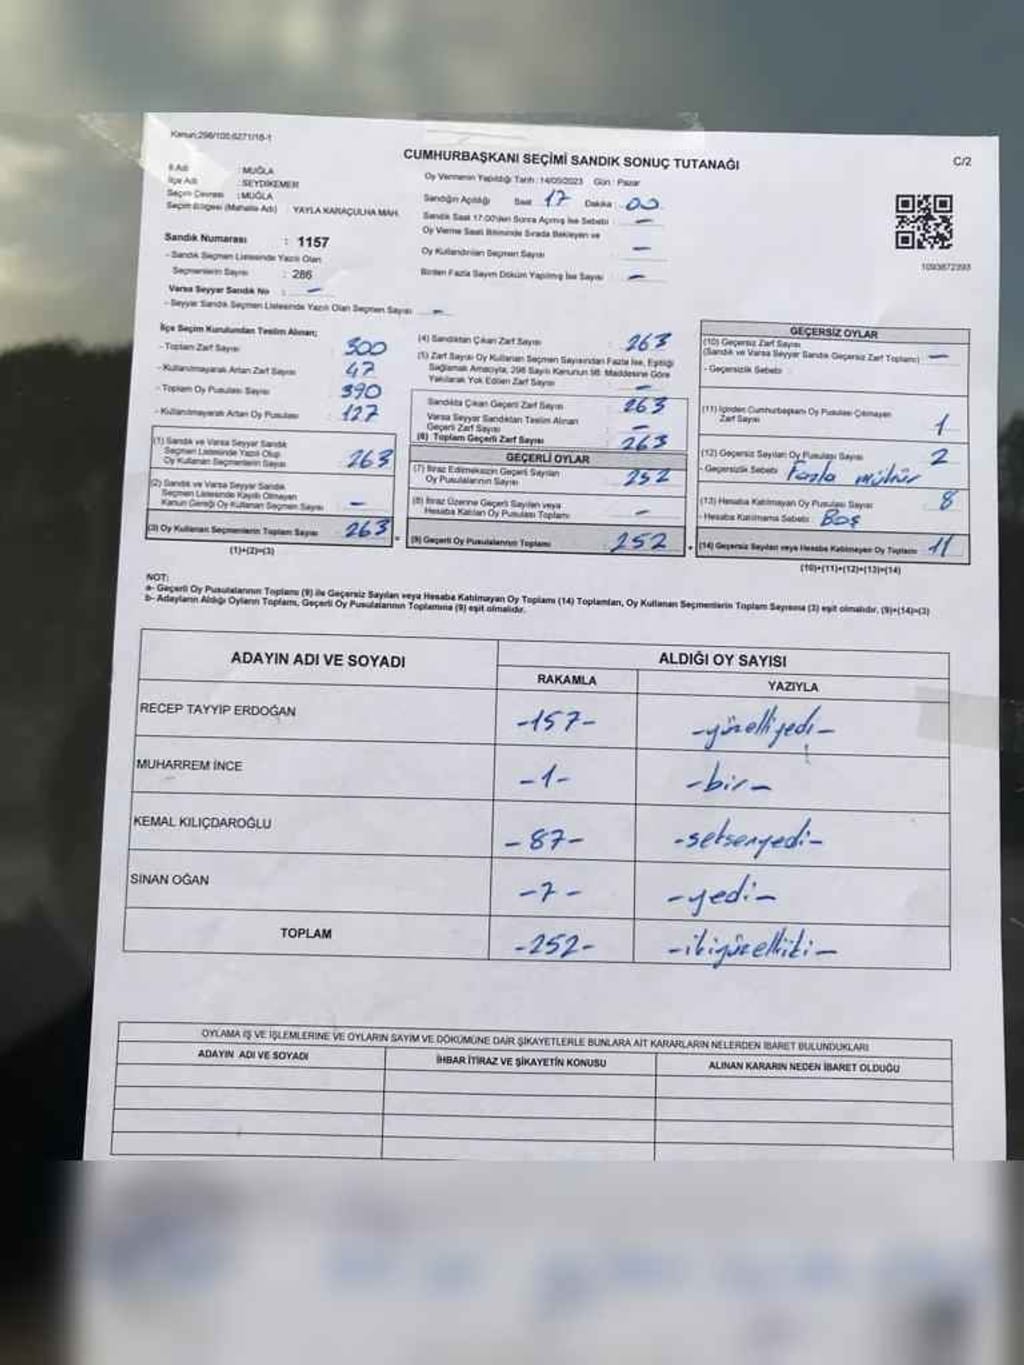 Kanun:298/105;6271/18-1
CUMHURBAŞKANI SEÇİMİ SANDIK SONUÇ TUTANAĞI
C/2
İl Adı : MUĞLA
İlçe Adı : SEYDİKEMER
Seçim Çevresi : MUĞLA
Seçim Bölgesi (Mahalle Adı) : YAYLA KARAÇULHA MAH.
Sandık Numarası : 1157
- Sandık Seçmen Listesinde Yazılı Olan
Seçmenlerin Sayısı : 286
Varsa Seyyar Sandık No : –
- Seyyar Sandık Seçmen Listesinde Yazılı Olan Seçmen Sayısı : –
Oy Vermenin Yapıldığı Tarih : 14/05/2023 Gün : Pazar
Sandığın Açıldığı Saat 17 Dakika : 00
Sandık Saat 17:00'den Sonra Açılmış İse Sebebi : –
Oy Verme Saati Bitiminde Sırada Bekleyen ve
Oy Kullandırılan Seçmen Sayısı : –
Birden Fazla Sayım Döküm Yapılmış İse Sayısı : –
1093672393
İlçe Seçim Kurulundan Teslim Alınan;
- Toplam Zarf Sayısı : 300
- Kullanılmayarak Artan Zarf Sayısı : 47
- Toplam Oy Pusulası Sayısı : 390
- Kullanılmayarak Artan Oy Pusulası : 127
(1) Sandık ve Varsa Seyyar Sandık
Seçmen Listesinde Yazılı Olup
Oy Kullanan Seçmenlerin Sayısı : 263
(2) Sandık ve Varsa Seyyar Sandık
Seçmen Listesinde Kayıtlı Olmayan
Kanun Gereği Oy Kullanan Seçmen Sayısı : –
(3) Oy Kullanan Seçmenlerin Toplam Sayısı : 263
(1)+(2)=(3)
(4) Sandıktan Çıkan Zarf Sayısı : 263
(5) Zarf Sayısı Oy Kullanan Seçmen Sayısından Fazla İse, Eşitliği
Sağlamak Amacıyla, 298 Sayılı Kanunun 98. Maddesine Göre
Yakılarak Yok Edilen Zarf Sayısı : –
Sandıkta Çıkan Geçerli Zarf Sayısı : 263
Varsa Seyyar Sandıktan Teslim Alınan
Geçerli Zarf Sayısı : –
(6) Toplam Geçerli Zarf Sayısı : 263
GEÇERLİ OYLAR
(7) İtiraz Edilmeksizin Geçerli Sayılan
Oy Pusulalarının Sayısı : 252
(8) İtiraz Üzerine Geçerli Sayılan veya
Hesaba Katılan Oy Pusulası Toplamı : –
(9) Geçerli Oy Pusulalarının Toplamı : 252
GEÇERSİZ OYLAR
(10) Geçersiz Zarf Sayısı
(Sandık ve Varsa Seyyar Sandık Geçersiz Zarf Toplamı) : –
- Geçersizlik Sebebi :
(11) İçinden Cumhurbaşkanı Oy Pusulası Çıkmayan
Zarf Sayısı : 1
(12) Geçersiz Sayılan Oy Pusulası Sayısı : 2
- Geçersizlik Sebebi : Fazla mühür
(13) Hesaba Katılmayan Oy Pusulası Sayısı : 8
- Hesaba Katılmama Sebebi : Boş
(14) Geçersiz Sayılan veya Hesaba Katılmayan Oy Toplamı : 11
(10)+(11)+(12)+(13)=(14)
NOT:
a- Geçerli Oy Pusulalarının Toplamı (9) ile Geçersiz Sayılan veya Hesaba Katılmayan Oy Toplamı (14) Toplamları, Oy Kullanan Seçmenlerin Toplam Sayısına (3) eşit olmalıdır. (9)+(14)=(3)
b- Adayların Aldığı Oyların Toplamı, Geçerli Oy Pusulalarının Toplamına (9) eşit olmalıdır.
ADAYIN ADI VE SOYADI
ALDIĞI OY SAYISI
RAKAMLA YAZIYLA
RECEP TAYYİP ERDOĞAN -157- -yüzelliyedi-
MUHARREM İNCE -1- -bir-
KEMAL KILIÇDAROĞLU -87- -seksenyedi-
SİNAN OĞAN -7- -yedi-
TOPLAM -252- -ikiyüzelliiki-
OYLAMA İŞ VE İŞLEMLERİNE VE OYLARIN SAYIM VE DÖKÜMÜNE DAİR ŞİKAYETLERLE BUNLARA AİT KARARLARIN NELERDEN İBARET BULUNDUKLARI
ADAYIN ADI VE SOYADI İHBAR İTİRAZ VE ŞİKAYETİN KONUSU ALINAN KARARIN NEDEN İBARET OLDUĞU